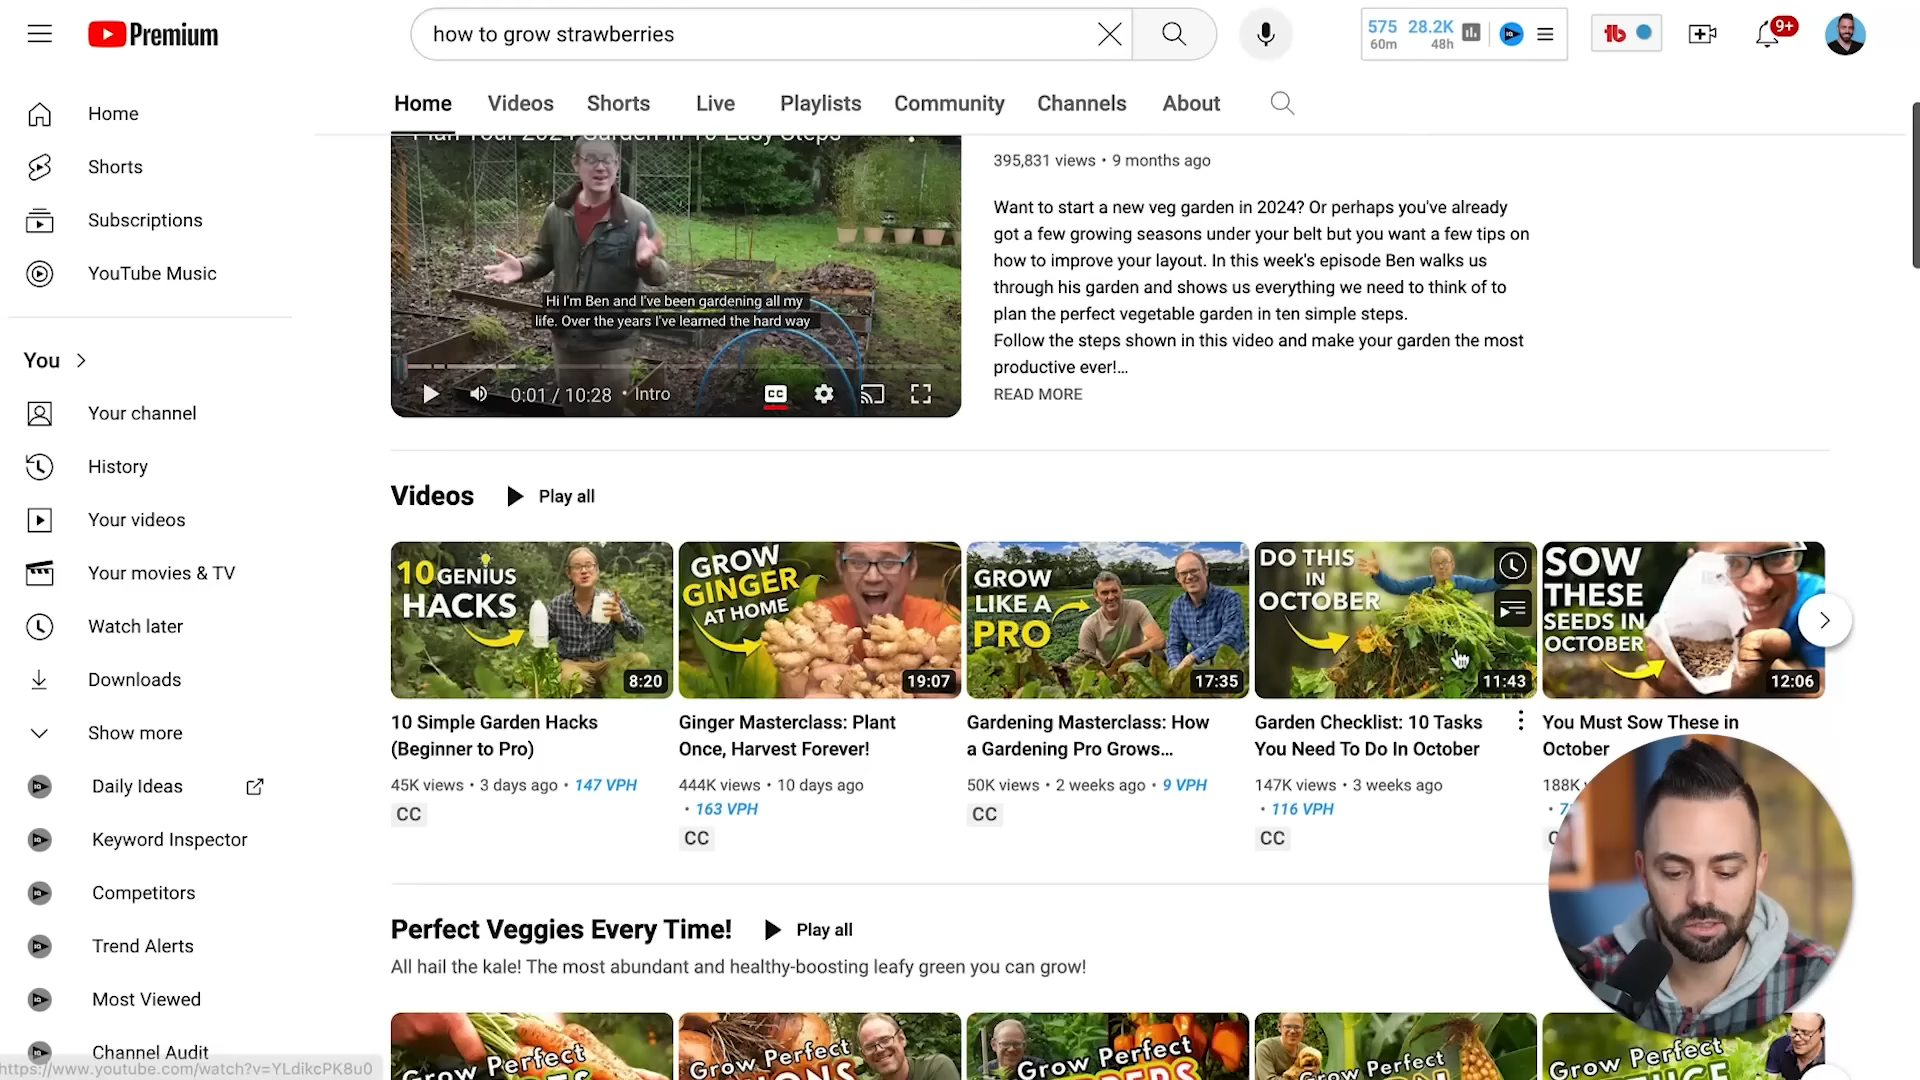 Premium
how to grow strawberries
575 28.2K
60m 48h
9+
Home Videos Shorts Live Playlists Community Channels About
Home
Shorts
Subscriptions
YouTube Music
You
Your channel
History
Your videos
Your movies & TV
Watch later
Downloads
Show more
Daily Ideas
Keyword Inspector
Competitors
Trend Alerts
Most Viewed
Channel Audit
https://www.youtube.com/watch?v=YLdikcPK8u0
Plan Your 2024 Garden in 10 Easy Steps
Hi I'm Ben and I've been gardening all my
life. Over the years I've learned the hard way
0:01 / 10:28 • Intro
CC
395,831 views • 9 months ago
Want to start a new veg garden in 2024? Or perhaps you've already
got a few growing seasons under your belt but you want a few tips on
how to improve your layout. In this week's episode Ben walks us
through his garden and shows us everything we need to think of to
plan the perfect vegetable garden in ten simple steps.
Follow the steps shown in this video and make your garden the most
productive ever!...
READ MORE
Videos Play all
10 GENIUS
HACKS
8:20
10 Simple Garden Hacks
(Beginner to Pro)
45K views • 3 days ago • 147 VPH
CC
GROW
GINGER
AT HOME
19:07
Ginger Masterclass: Plant
Once, Harvest Forever!
444K views • 10 days ago
• 163 VPH
CC
GROW
LIKE A
PRO
17:35
Gardening Masterclass: How
a Gardening Pro Grows...
50K views • 2 weeks ago • 9 VPH
CC
DO THIS
IN
OCTOBER
11:43
Garden Checklist: 10 Tasks
You Need To Do In October
147K views • 3 weeks ago
• 116 VPH
CC
SOW
THESE
SEEDS IN
OCTOBER
12:06
You Must Sow These in
October
188K
Perfect Veggies Every Time! Play all
All hail the kale! The most abundant and healthy-boosting leafy green you can grow!
Grow Perfect
Grow Perfect
Grow Perfect
Grow Perfect
Grow Perfect